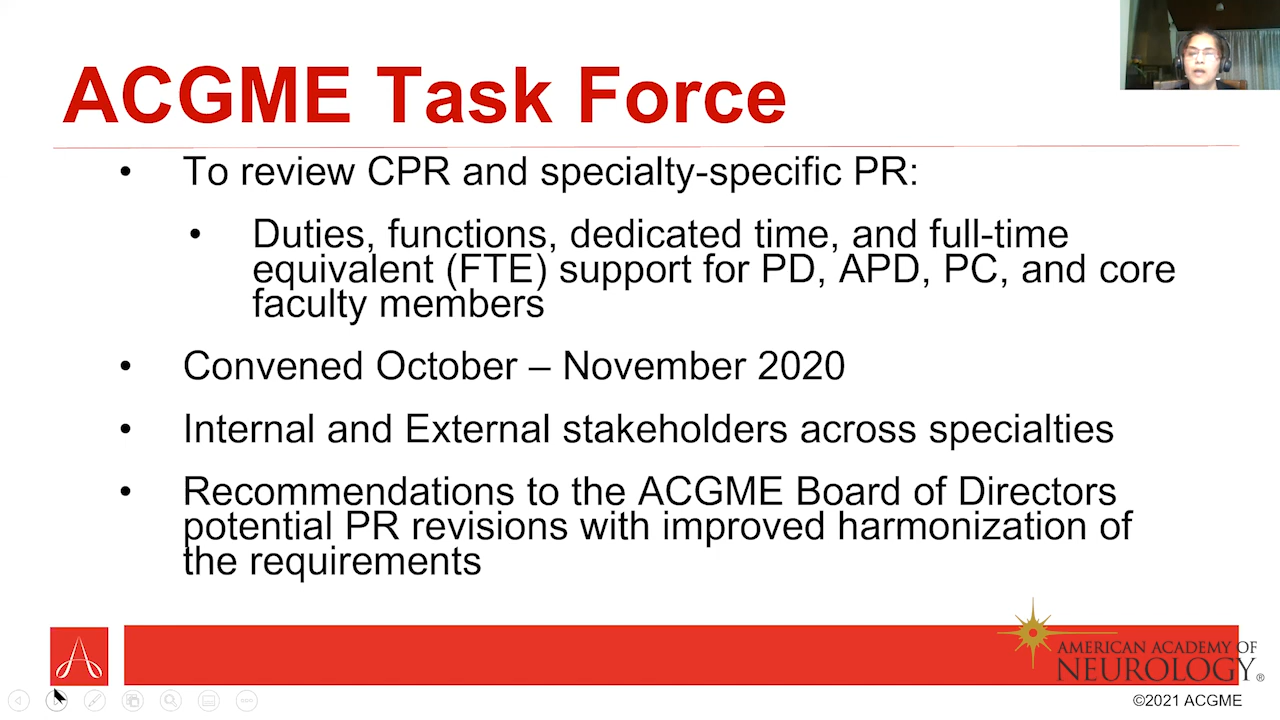 ACGME Task Force
• To review CPR and specialty-specific PR:
• Duties, functions, dedicated time, and full-time
equivalent (FTE) support for PD, APD, PC, and core
faculty members
• Convened October – November 2020
• Internal and External stakeholders across specialties
• Recommendations to the ACGME Board of Directors
potential PR revisions with improved harmonization of
the requirements
AMERICAN ACADEMY OF
NEUROLOGY®
©2021 ACGME